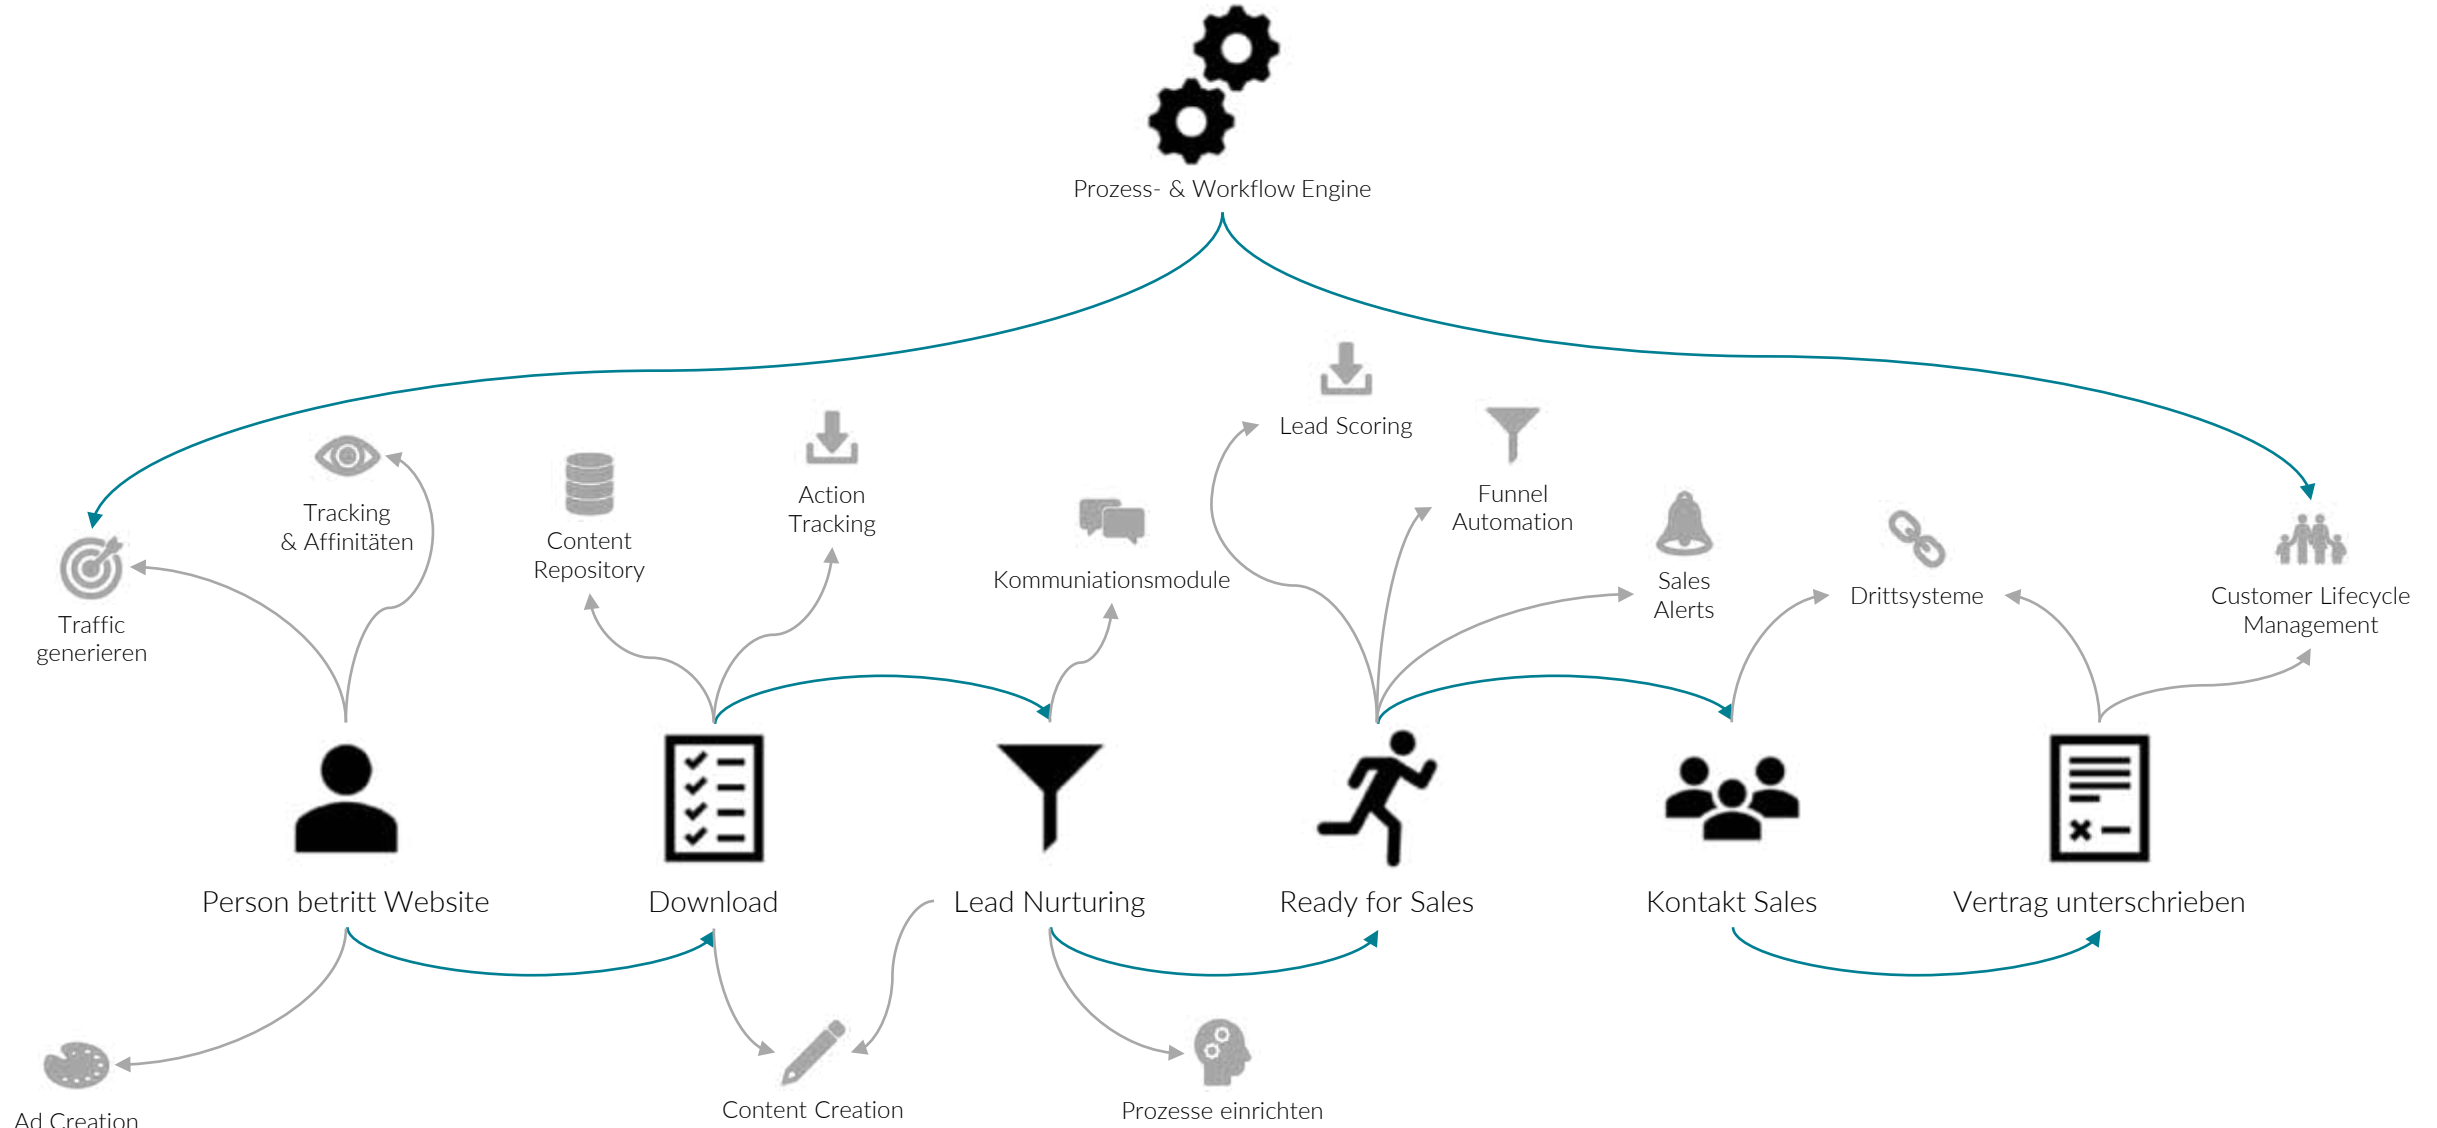 Prozess- & Workflow Engine
Lead Scoring
Funnel
Automation
Action
Tracking
Tracking
& Affinitäten
Content
Repository
Kommuniationsmodule
Sales
Alerts
Drittsysteme
Customer Lifecycle
Management
Traffic
generieren
Person betritt Website
Download
Lead Nurturing
Ready for Sales
Kontakt Sales
Vertrag unterschrieben
Ad Creation
Content Creation
Prozesse einrichten